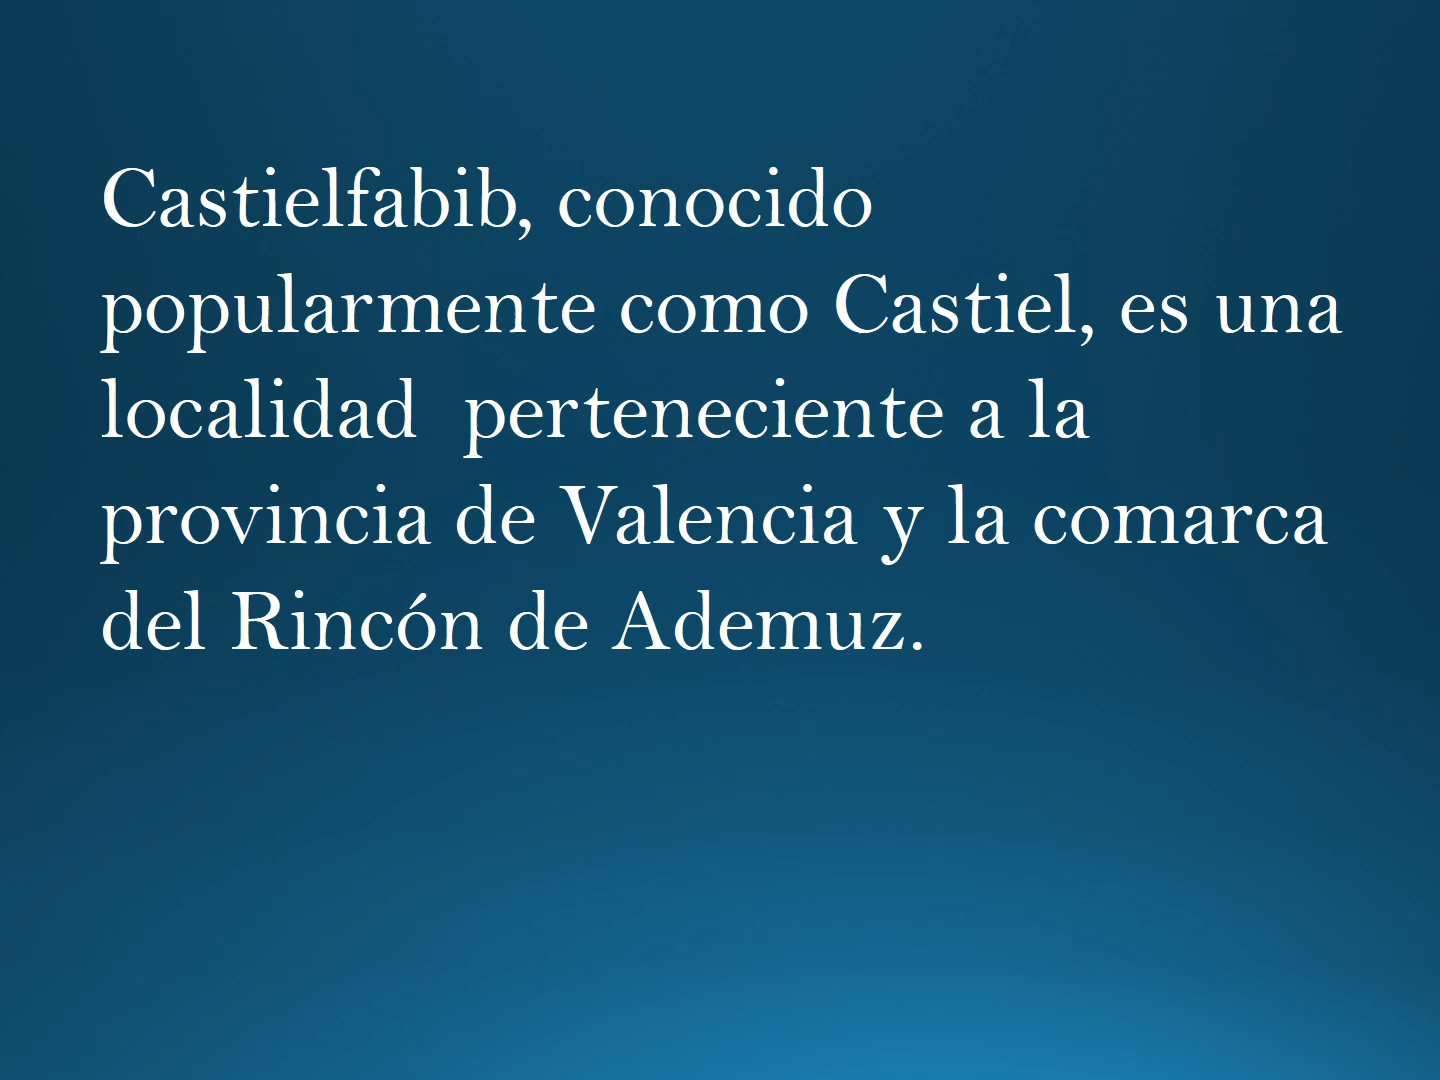 Castielfabib, conocido
popularmente como Castiel, es una
localidad  perteneciente a la
provincia de Valencia y la comarca
del Rincón de Ademuz.